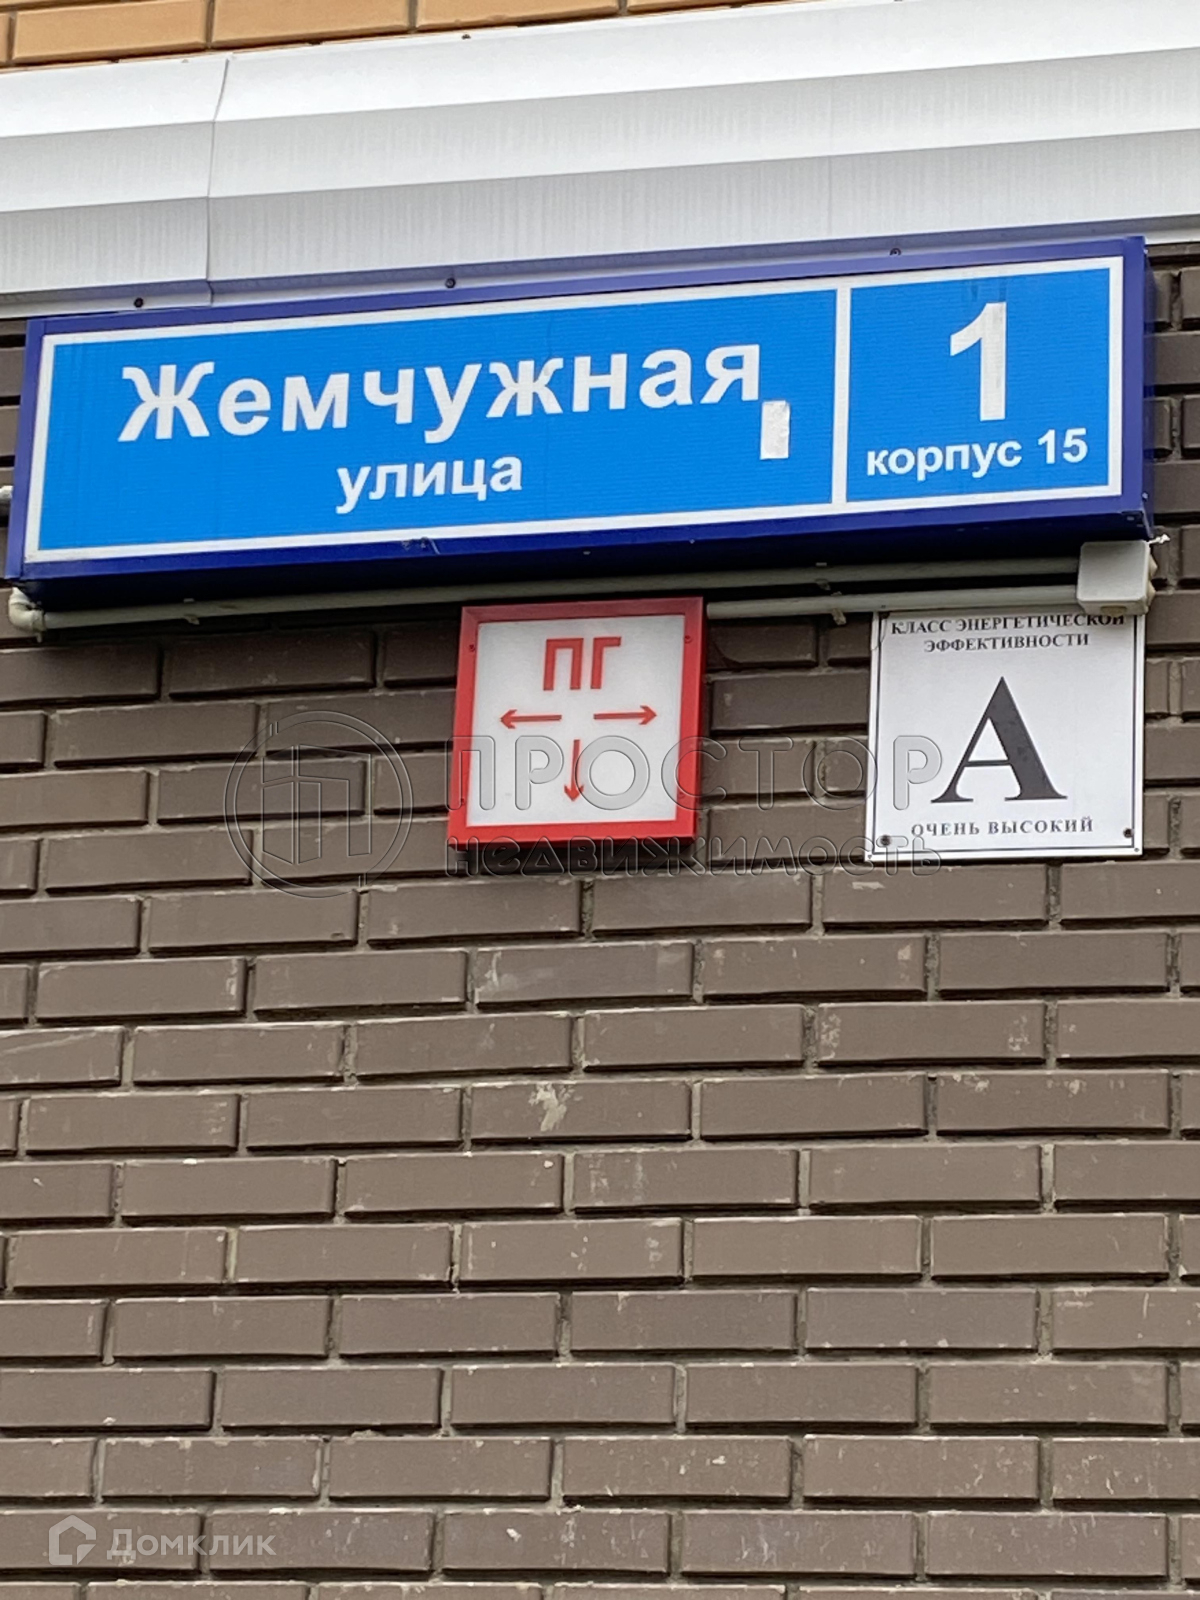 Жемчужная
улица
1
корпус 15
ПГ
КЛАСС ЭНЕРГЕТИЧЕСКОЙ
ЭФФЕКТИВНОСТИ
А
ОЧЕНЬ ВЫСОКИЙ
ПРОСТОР
недвижимость
Домклик